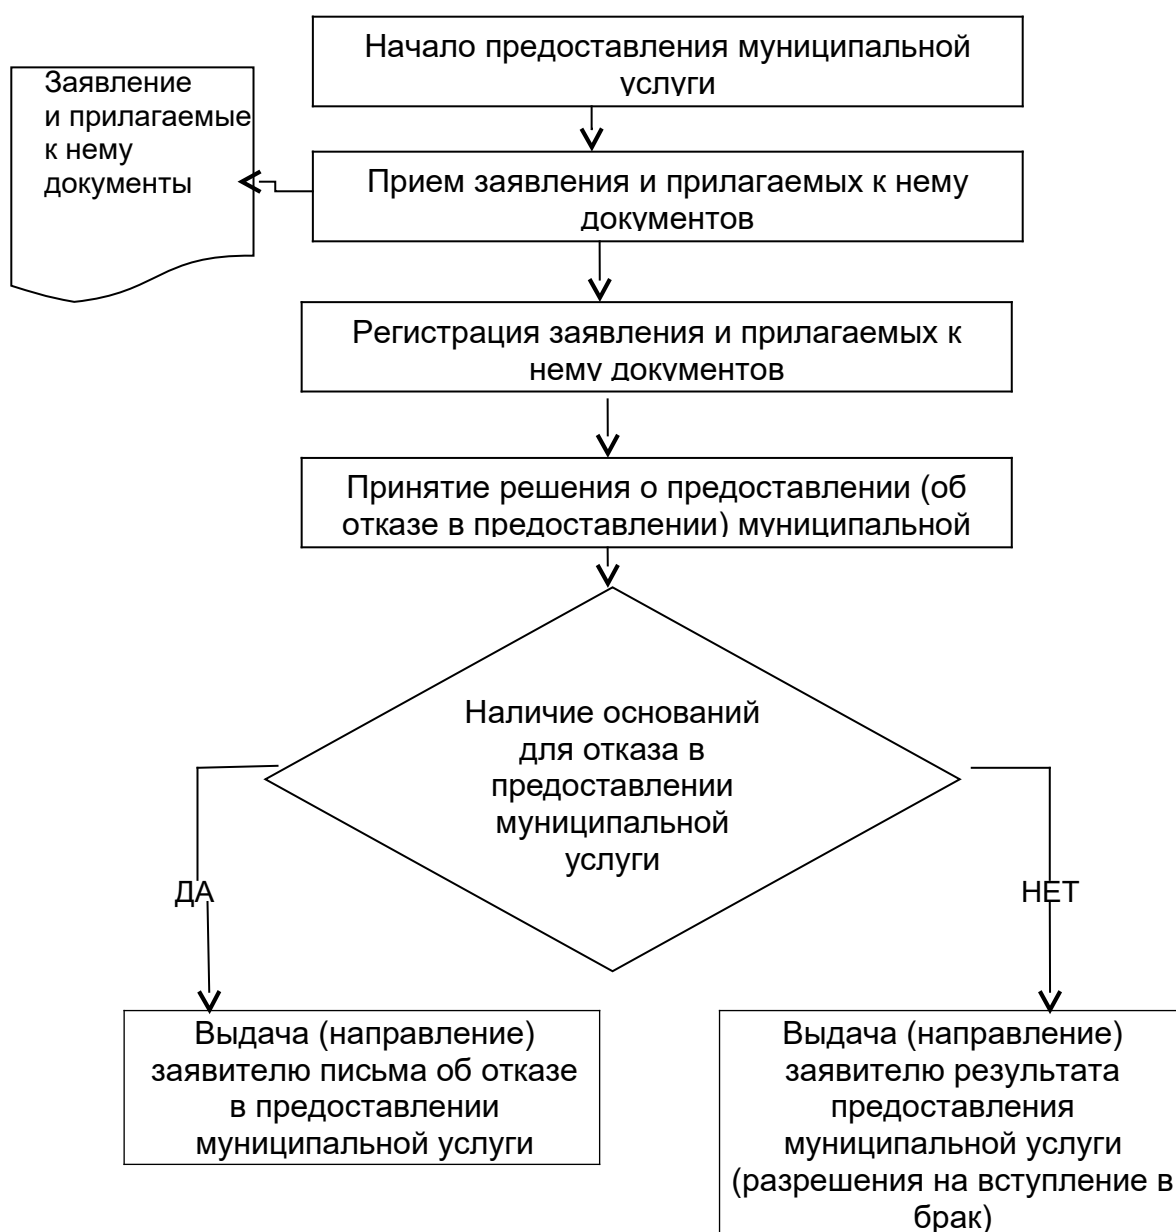 Начало предоставления муниципальной
услуги
Заявление
и прилагаемые
к нему
документы
Прием заявления и прилагаемых к нему
документов
Регистрация заявления и прилагаемых к
нему документов
Принятие решения о предоставлении (об
отказе в предоставлении) муниципальной
Наличие оснований
для отказа в
предоставлении
муниципальной
услуги
ДА
НЕТ
Выдача (направление)
заявителю письма об отказе
в предоставлении
муниципальной услуги
Выдача (направление)
заявителю результата
предоставления
муниципальной услуги
(разрешения на вступление в
брак)